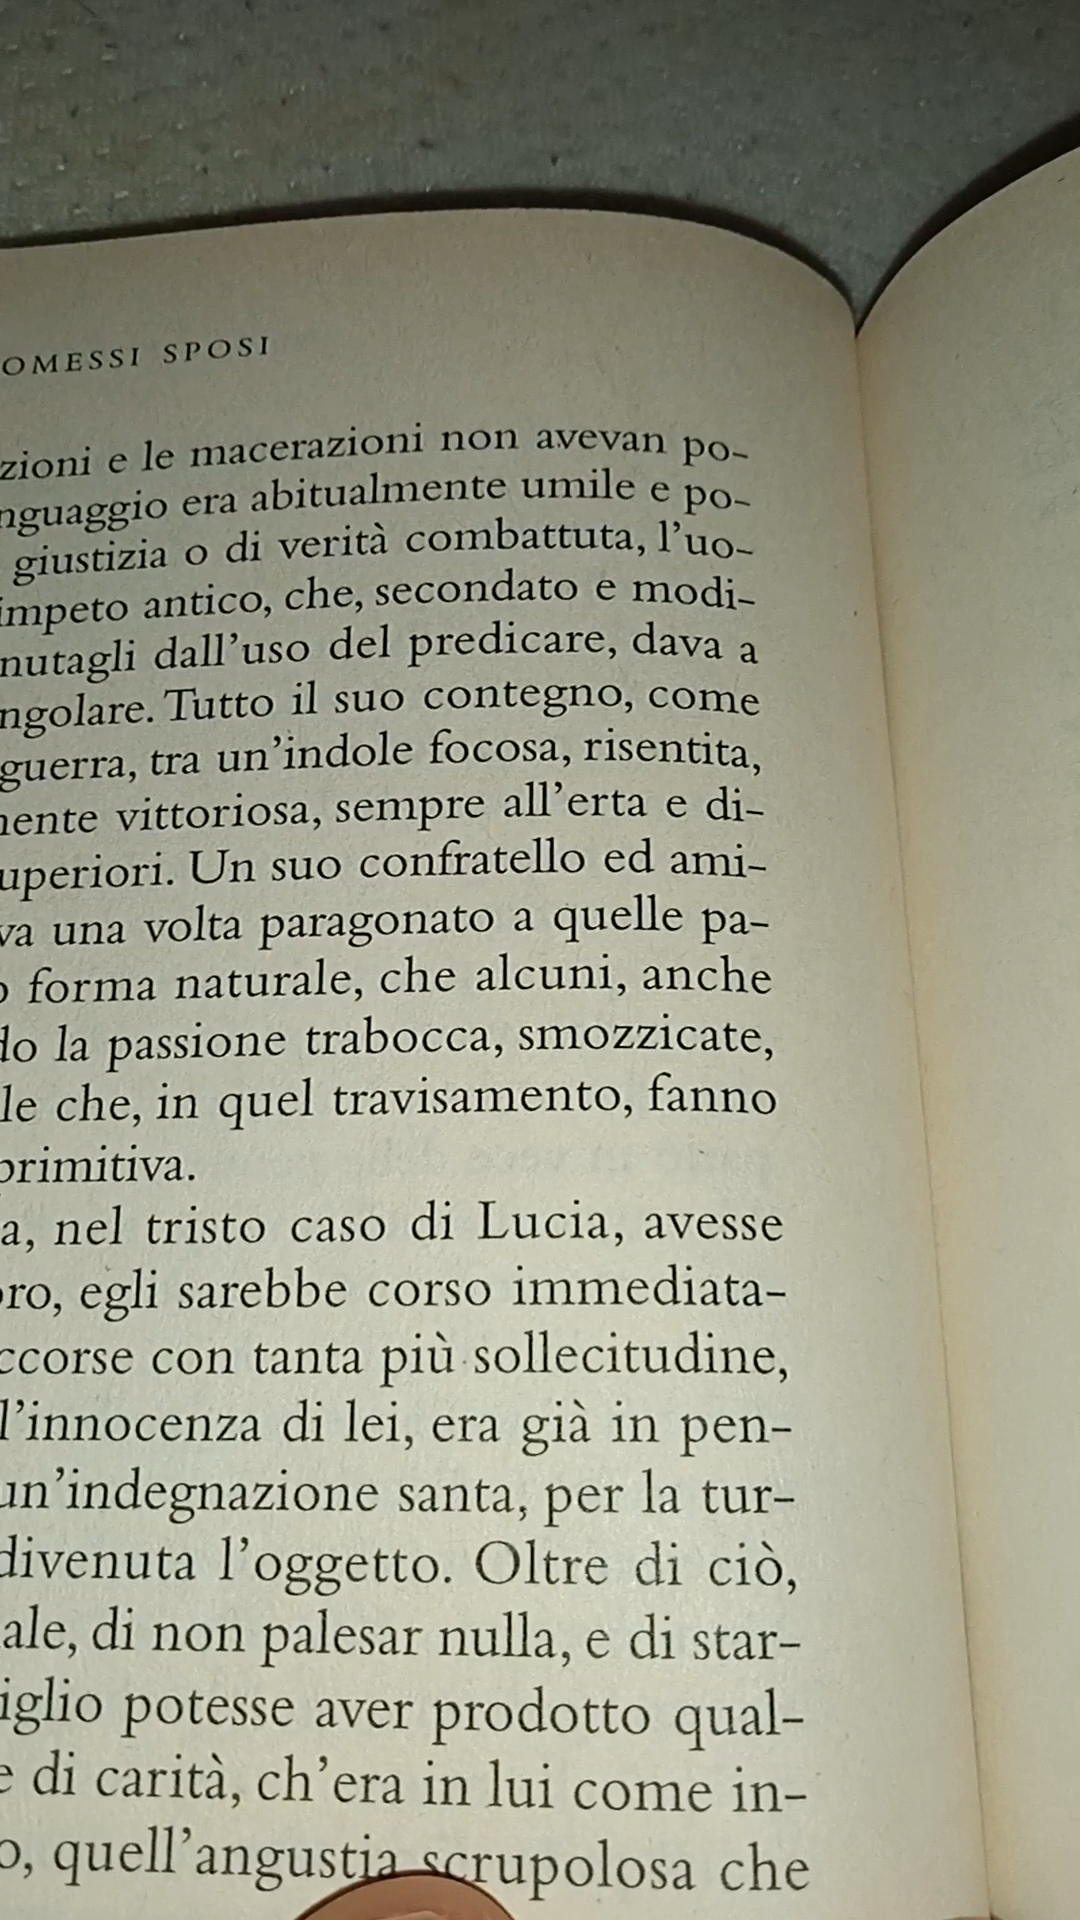 OMESSI SPOSI
zioni e le macerazioni non avevan po-
nguaggio era abitualmente umile e po-
giustizia o di verità combattuta, l'uo-
impeto antico, che, secondato e modi-
nutagli dall'uso del predicare, dava a
ngolare. Tutto il suo contegno, come
guerra, tra un'indole focosa, risentita,
mente vittoriosa, sempre all'erta e di-
uperiori. Un suo confratello ed ami-
va una volta paragonato a quelle pa-
o forma naturale, che alcuni, anche
do la passione trabocca, smozzicate,
le che, in quel travisamento, fanno
primitiva.
a, nel tristo caso di Lucia, avesse
oro, egli sarebbe corso immediata-
ccorse con tanta più sollecitudine,
l'innocenza di lei, era già in pen-
un'indegnazione santa, per la tur-
divenuta l'oggetto. Oltre di ciò,
ale, di non palesar nulla, e di star-
iglio potesse aver prodotto qual-
e di carità, ch'era in lui come in-
o, quell'angustia scrupolosa che